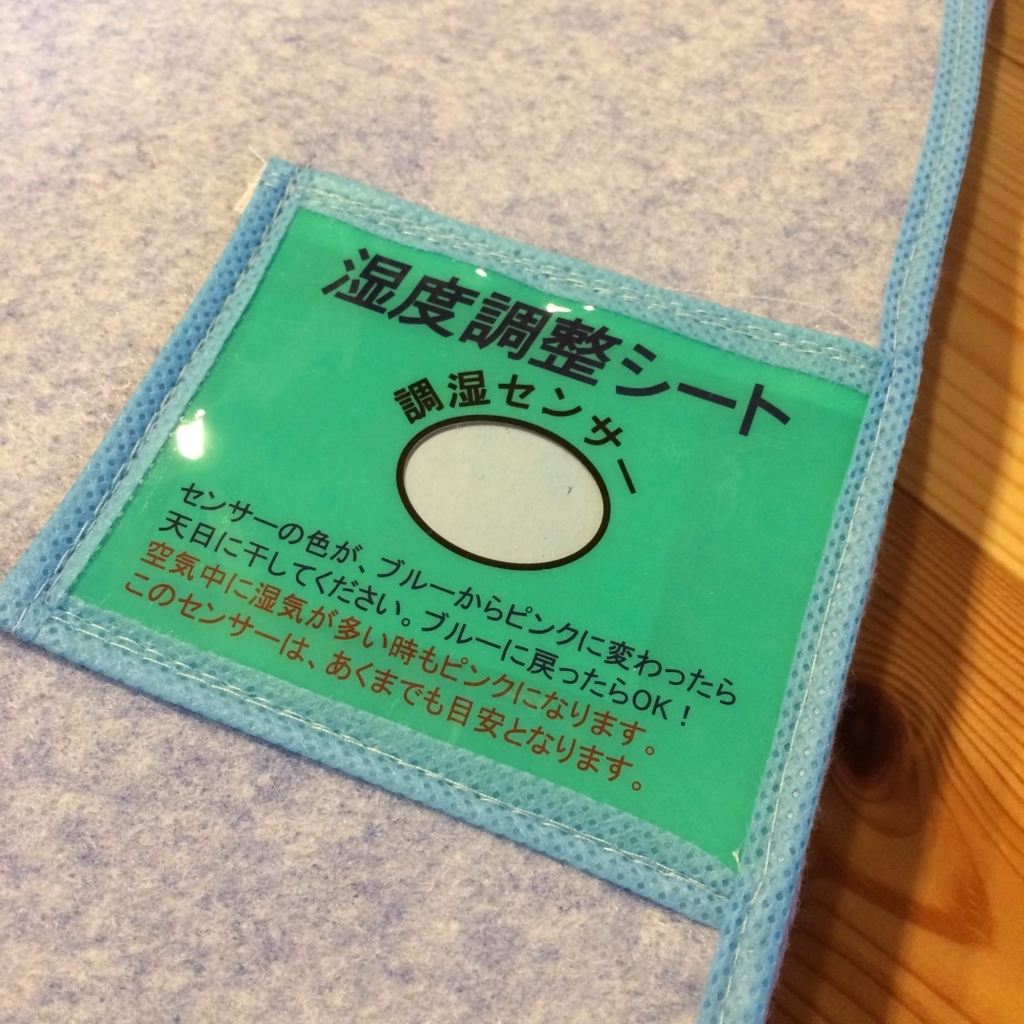 湿度調整シート
調湿センサー
センサーの色が、ブルーからピンクに変わったら
天日に干してください。ブルーに戻ったらOK！
空気中に湿気が多い時もピンクになります。
このセンサーは、あくまでも目安となります。